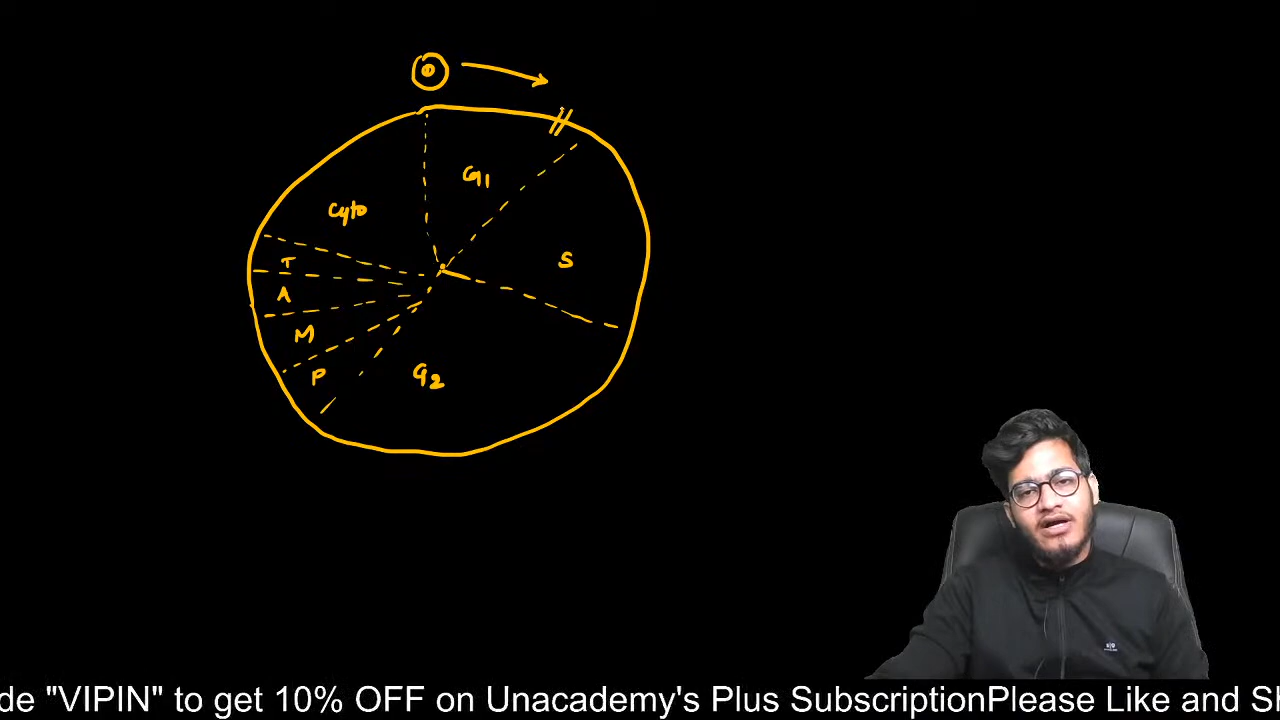 G1
Cyto
S
T
A
M
P
G2
de "VIPIN" to get 10% OFF on Unacademy's Plus SubscriptionPlease Like and Sh